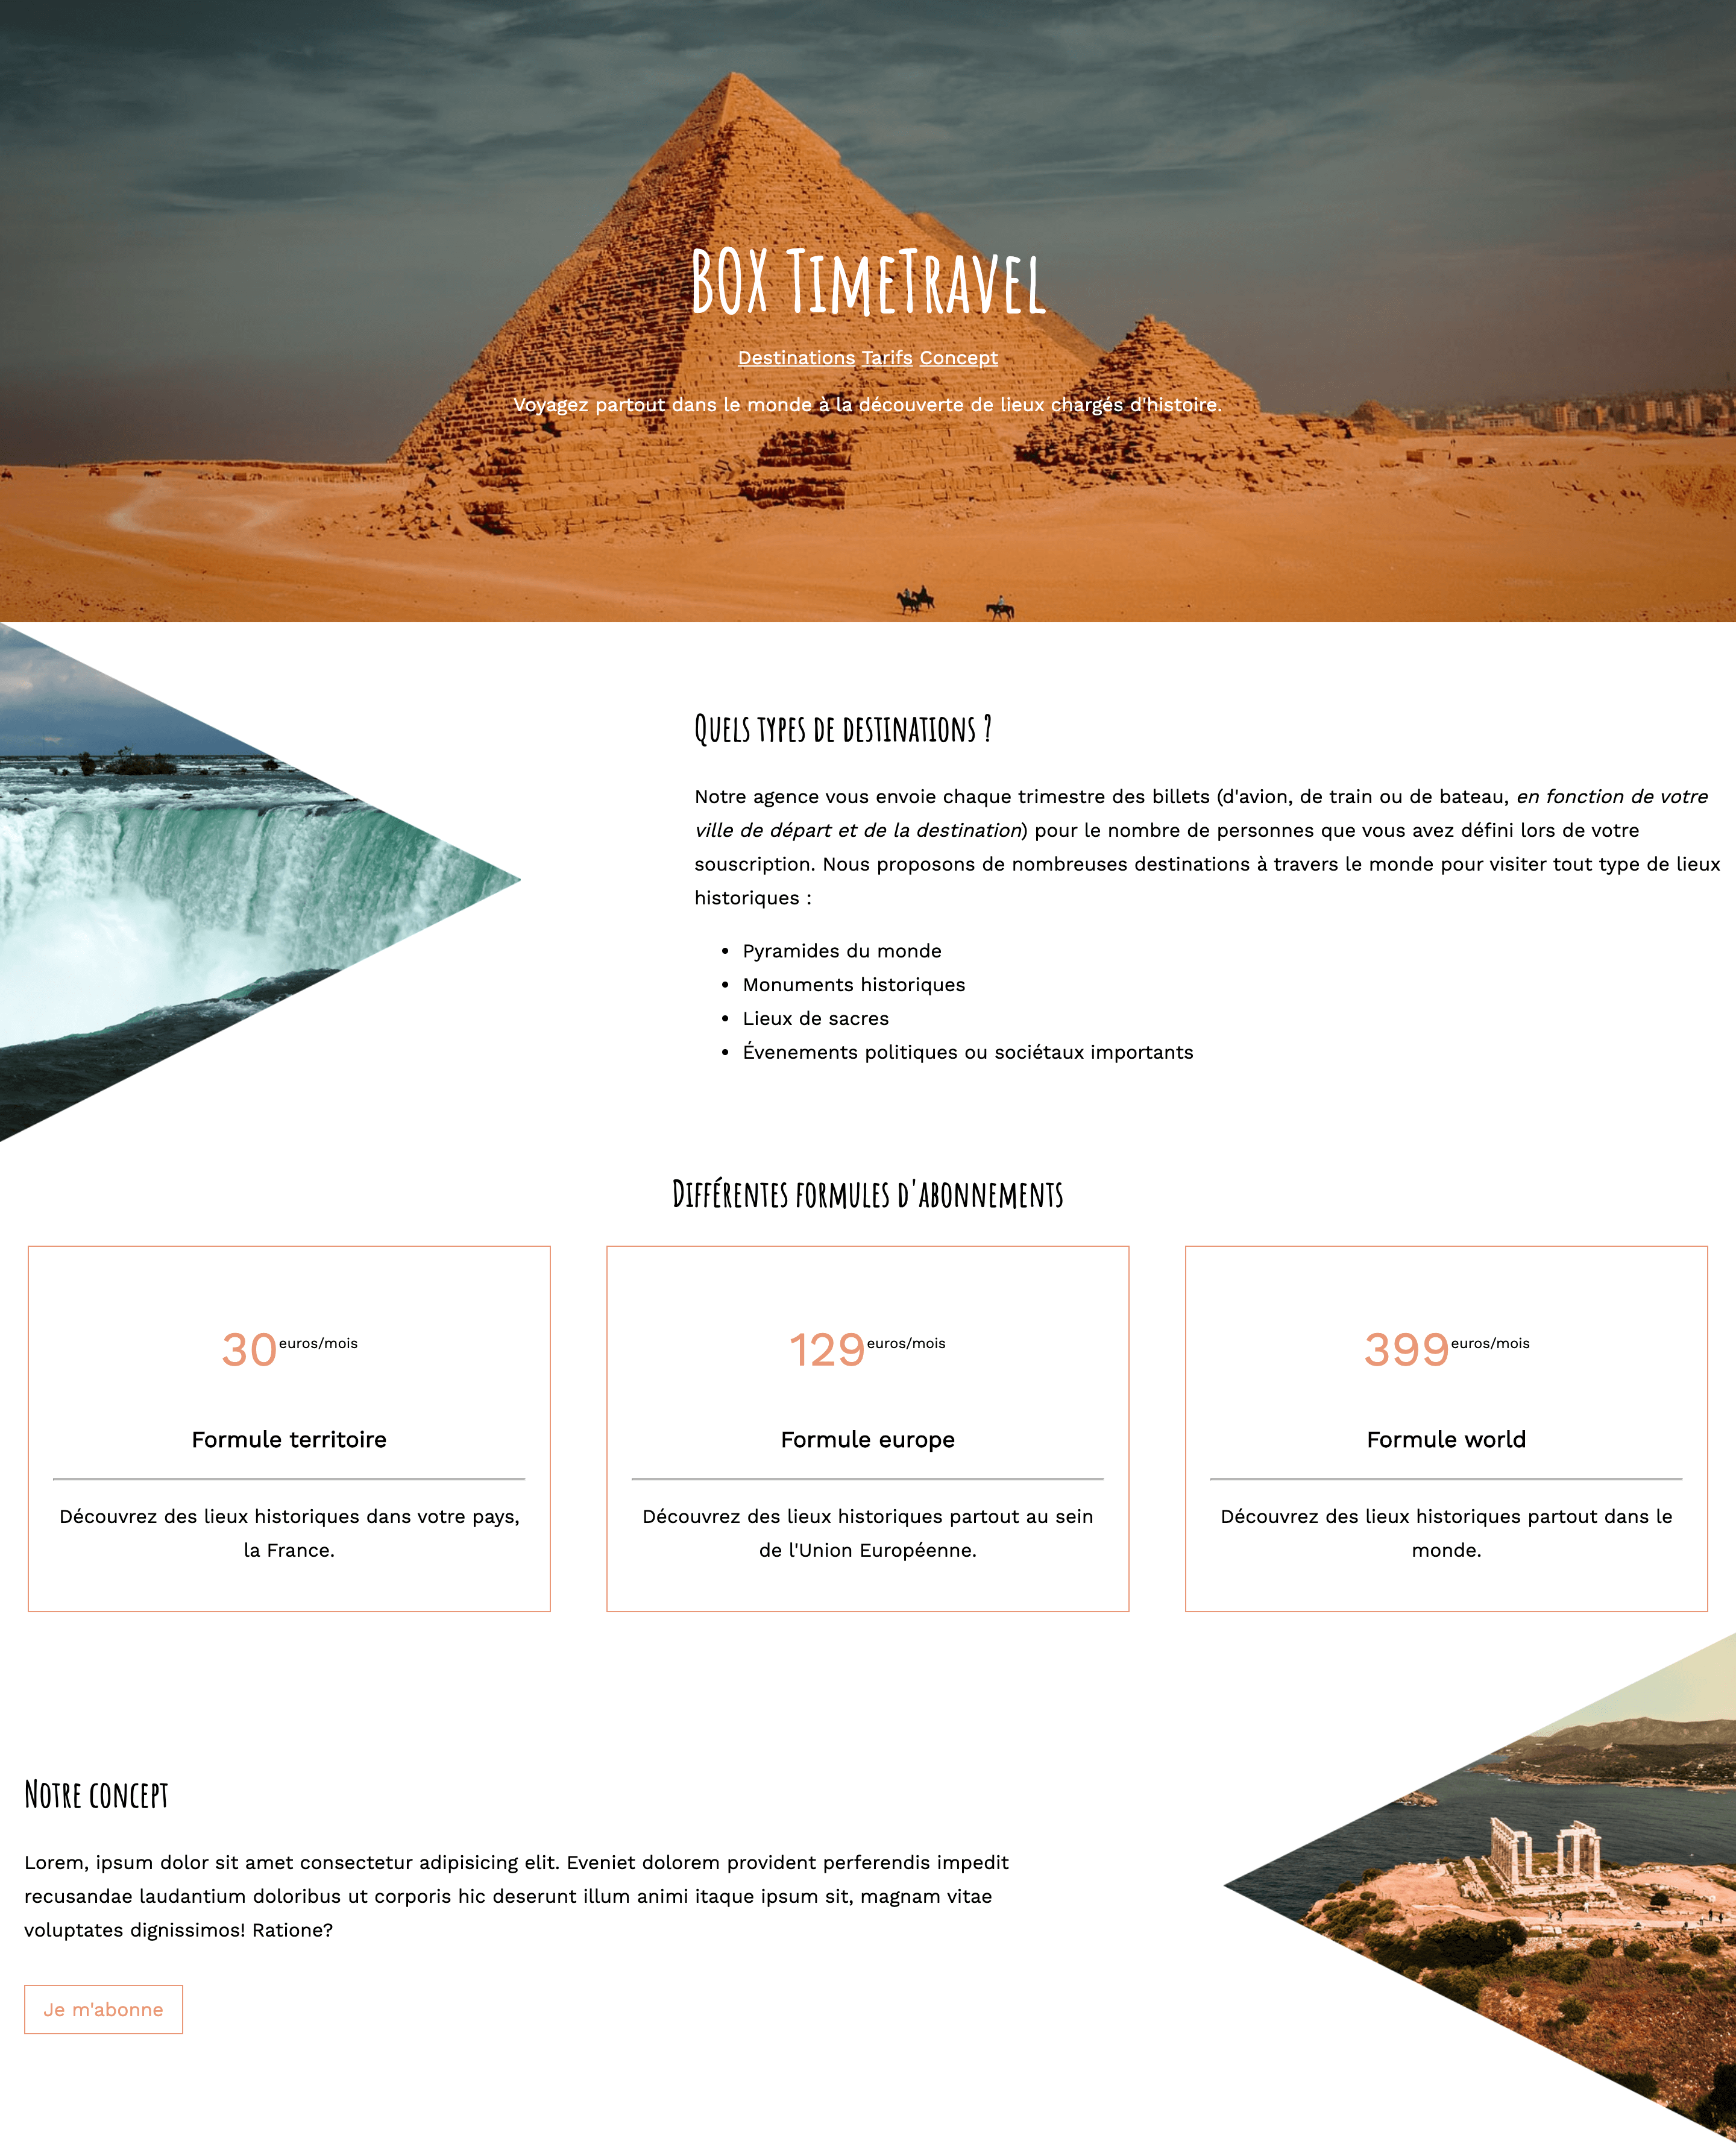 BOX TimeTravel
Destinations Tarifs Concept
Voyagez partout dans le monde à la découverte de lieux chargés d'histoire.
Quels types de destinations ?
Notre agence vous envoie chaque trimestre des billets (d'avion, de train ou de bateau, en fonction de votre
ville de départ et de la destination) pour le nombre de personnes que vous avez défini lors de votre
souscription. Nous proposons de nombreuses destinations à travers le monde pour visiter tout type de lieux
historiques :
• Pyramides du monde
• Monuments historiques
• Lieux de sacres
• Évenements politiques ou sociétaux importants
Différentes formules d'abonnements
30 euros/mois
Formule territoire
Découvrez des lieux historiques dans votre pays,
la France.
129 euros/mois
Formule europe
Découvrez des lieux historiques partout au sein
de l'Union Européenne.
399 euros/mois
Formule world
Découvrez des lieux historiques partout dans le
monde.
Notre concept
Lorem, ipsum dolor sit amet consectetur adipisicing elit. Eveniet dolorem provident perferendis impedit
recusandae laudantium doloribus ut corporis hic deserunt illum animi itaque ipsum sit, magnam vitae
voluptates dignissimos! Ratione?
Je m'abonne